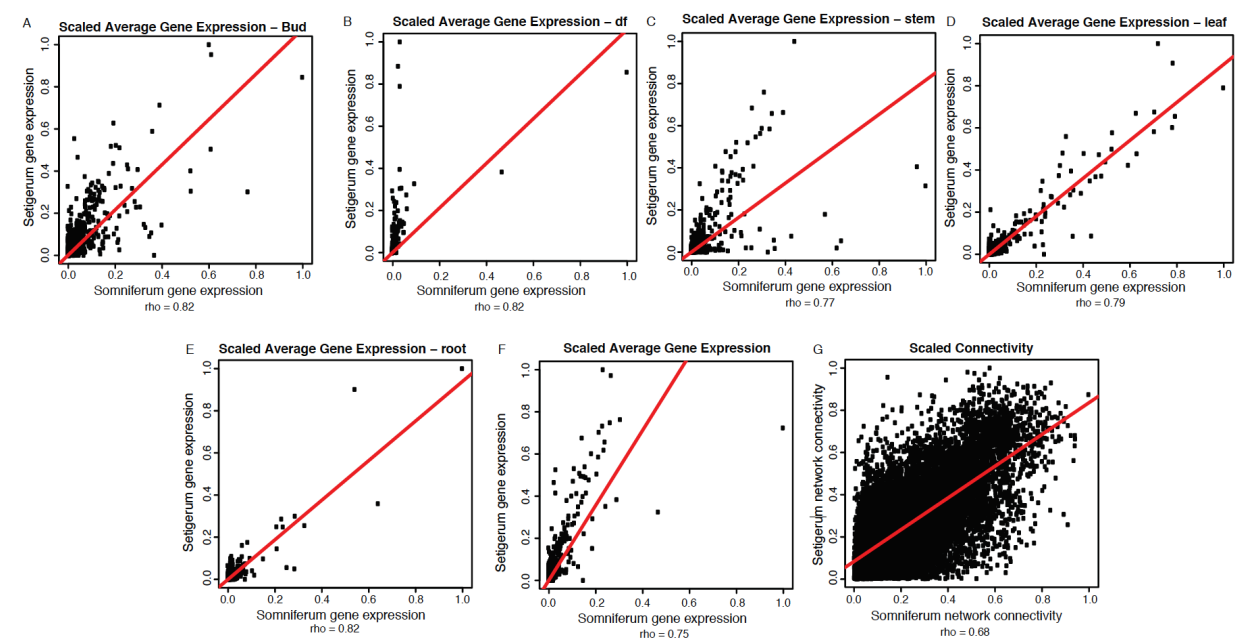 A
Scaled Average Gene Expression – Bud
Setigerum gene expression
0.0 0.2 0.4 0.6 0.8 1.0
0.0 0.2 0.4 0.6 0.8 1.0
Somniferum gene expression
rho = 0.82
B
Scaled Average Gene Expression – df
Setigerum gene expression
0.0 0.2 0.4 0.6 0.8 1.0
0.0 0.2 0.4 0.6 0.8 1.0
Somniferum gene expression
rho = 0.82
C
Scaled Average Gene Expression – stem
Setigerum gene expression
0.0 0.2 0.4 0.6 0.8 1.0
0.0 0.2 0.4 0.6 0.8 1.0
Somniferum gene expression
rho = 0.77
D
Scaled Average Gene Expression – leaf
Setigerum gene expression
0.0 0.2 0.4 0.6 0.8 1.0
0.0 0.2 0.4 0.6 0.8 1.0
Somniferum gene expression
rho = 0.79
E
Scaled Average Gene Expression – root
Setigerum gene expression
0.0 0.2 0.4 0.6 0.8 1.0
0.0 0.2 0.4 0.6 0.8 1.0
Somniferum gene expression
rho = 0.82
F
Scaled Average Gene Expression
Setigerum gene expression
0.0 0.2 0.4 0.6 0.8 1.0
0.0 0.2 0.4 0.6 0.8 1.0
Somniferum gene expression
rho = 0.75
G
Scaled Connectivity
Setigerum network connectivity
0.0 0.2 0.4 0.6 0.8 1.0
0.0 0.2 0.4 0.6 0.8 1.0
Somniferum network connectivity
rho = 0.68